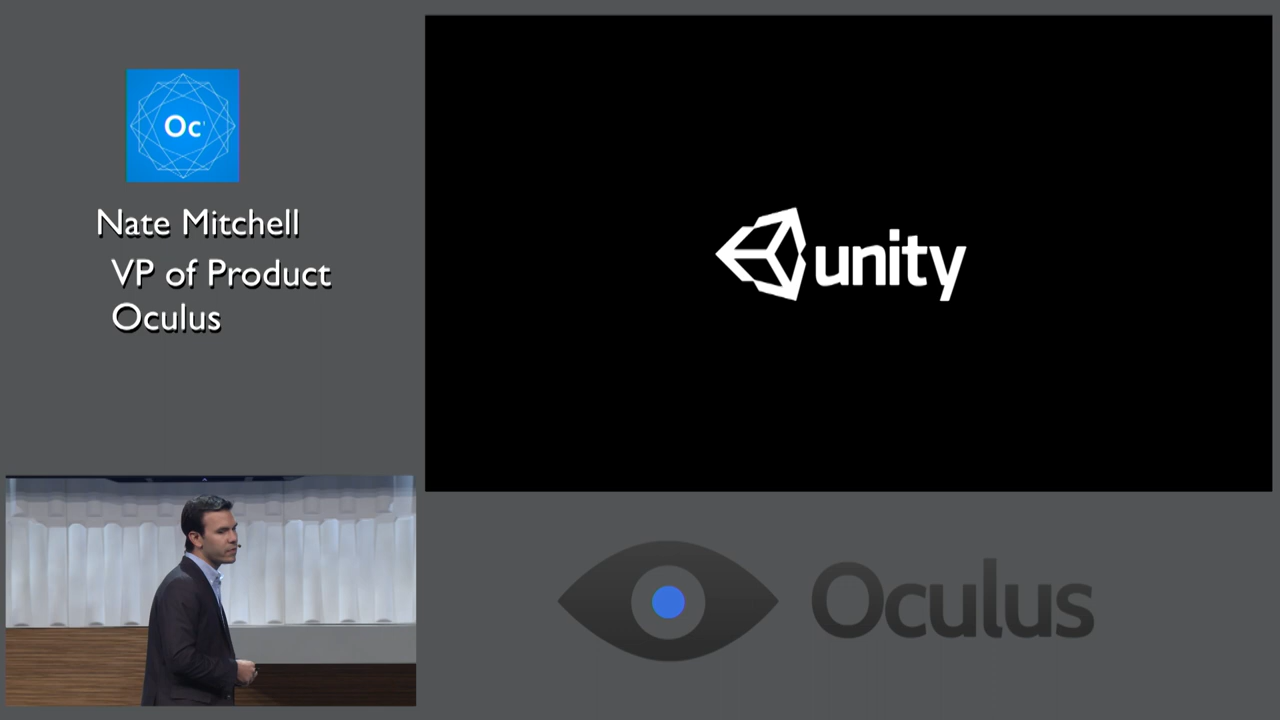 Oc
Nate Mitchell
VP of Product
Oculus
unity
Oculus